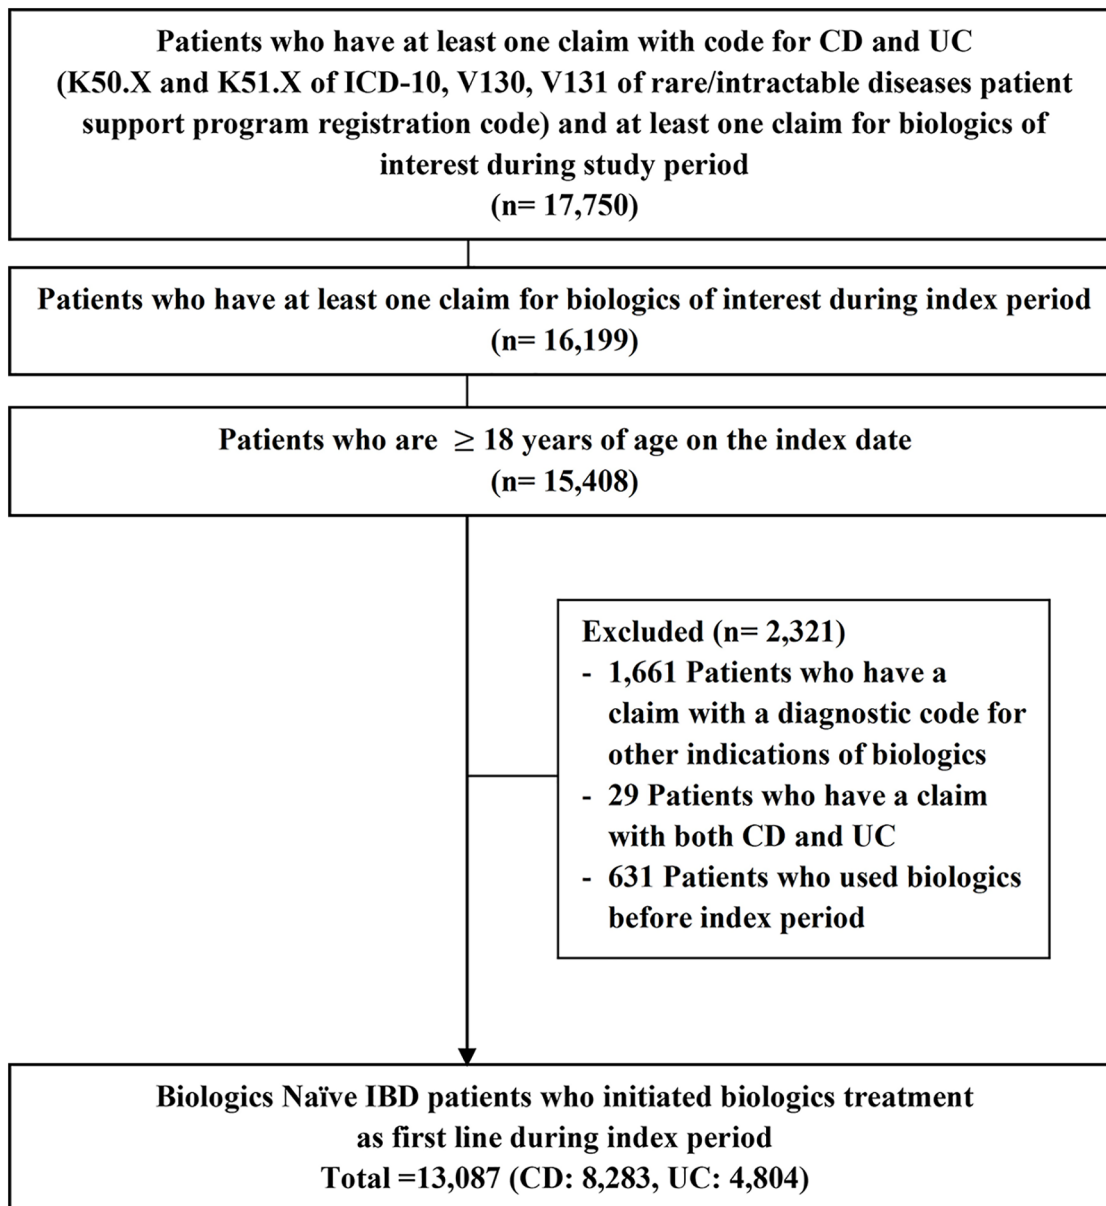 Patients who have at least one claim with code for CD and UC
(K50.X and K51.X of ICD-10, V130, V131 of rare/intractable diseases patient
support program registration code) and at least one claim for biologics of
interest during study period
(n= 17,750)
Patients who have at least one claim for biologics of interest during index period
(n= 16,199)
Patients who are ≥ 18 years of age on the index date
(n= 15,408)
Excluded (n= 2,321)
- 1,661 Patients who have a
claim with a diagnostic code for
other indications of biologics
- 29 Patients who have a claim
with both CD and UC
- 631 Patients who used biologics
before index period
Biologics Naïve IBD patients who initiated biologics treatment
as first line during index period
Total =13,087 (CD: 8,283, UC: 4,804)